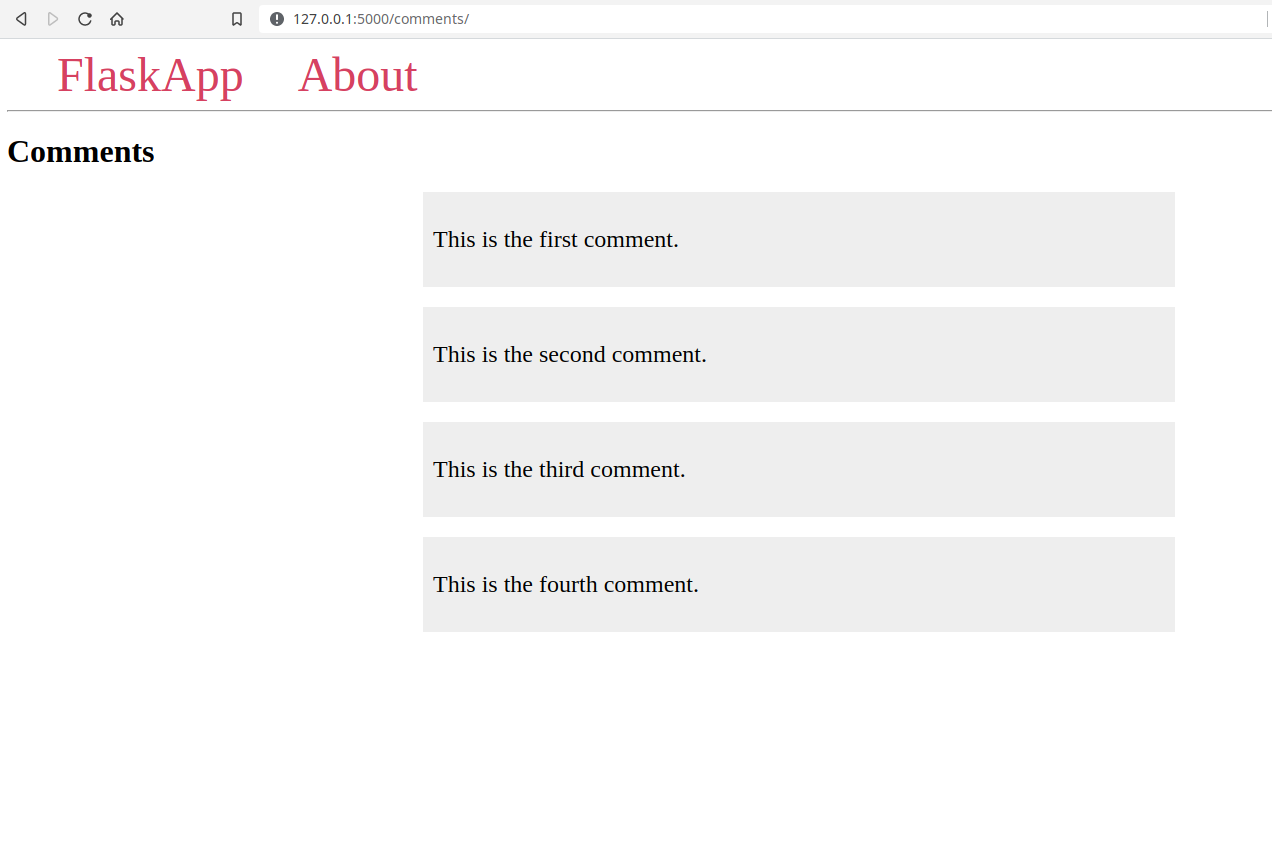 127.0.0.1:5000/comments/
FlaskApp About
Comments
This is the first comment.
This is the second comment.
This is the third comment.
This is the fourth comment.